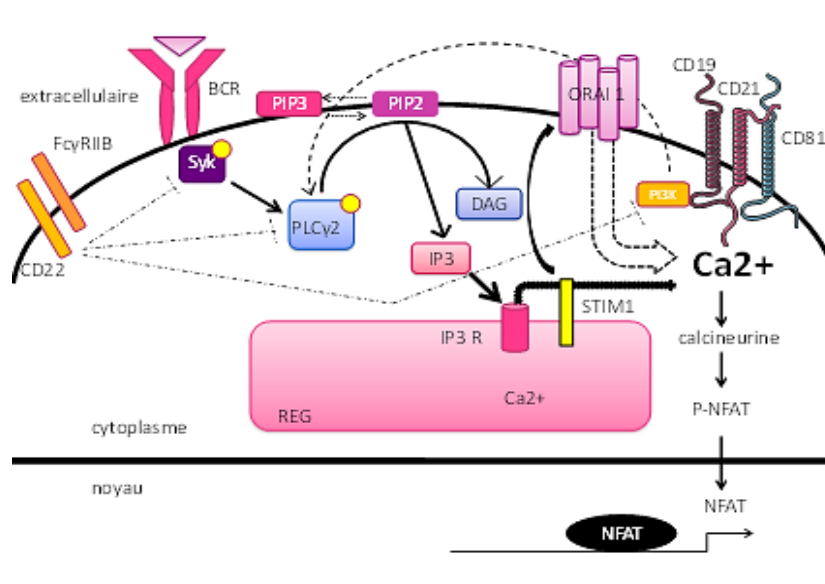 CD19
extracellulaire
BCR
PIP3
PIP2
ORAI 1
CD21
FcγRIIB
CD81
Syk
PI3K
PLCγ2
DAG
CD22
IP3
Ca2+
STIM1
IP3 R
calcineurine
Ca2+
REG
P-NFAT
cytoplasme
noyau
NFAT
NFAT